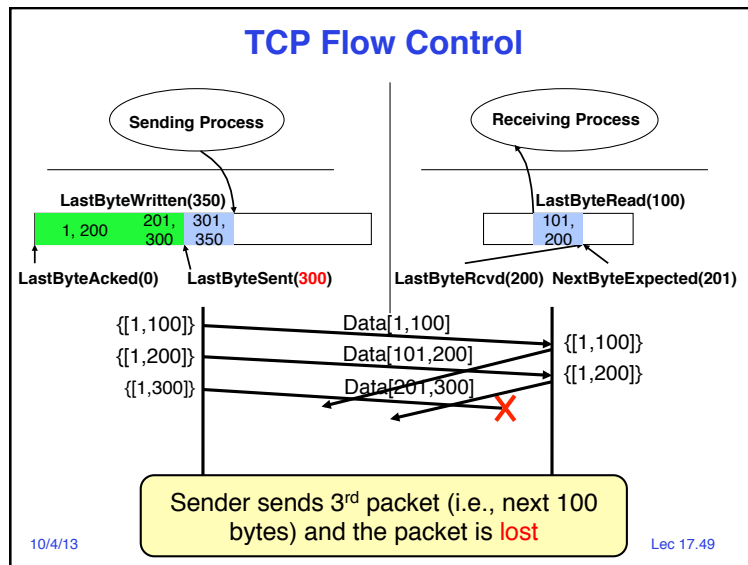 TCP Flow Control
Sending Process
Receiving Process
LastByteWritten(350)
LastByteRead(100)
1, 200
201,
300
301,
350
101,
200
LastByteAcked(0)
LastByteSent(300)
LastByteRcvd(200)
NextByteExpected(201)
{[1,100]}
Data[1,100]
{[1,100]}
{[1,200]}
Data[101,200]
{[1,200]}
{[1,300]}
Data[201,300]
Sender sends 3rd packet (i.e., next 100
bytes) and the packet is lost
10/4/13
Lec 17.49